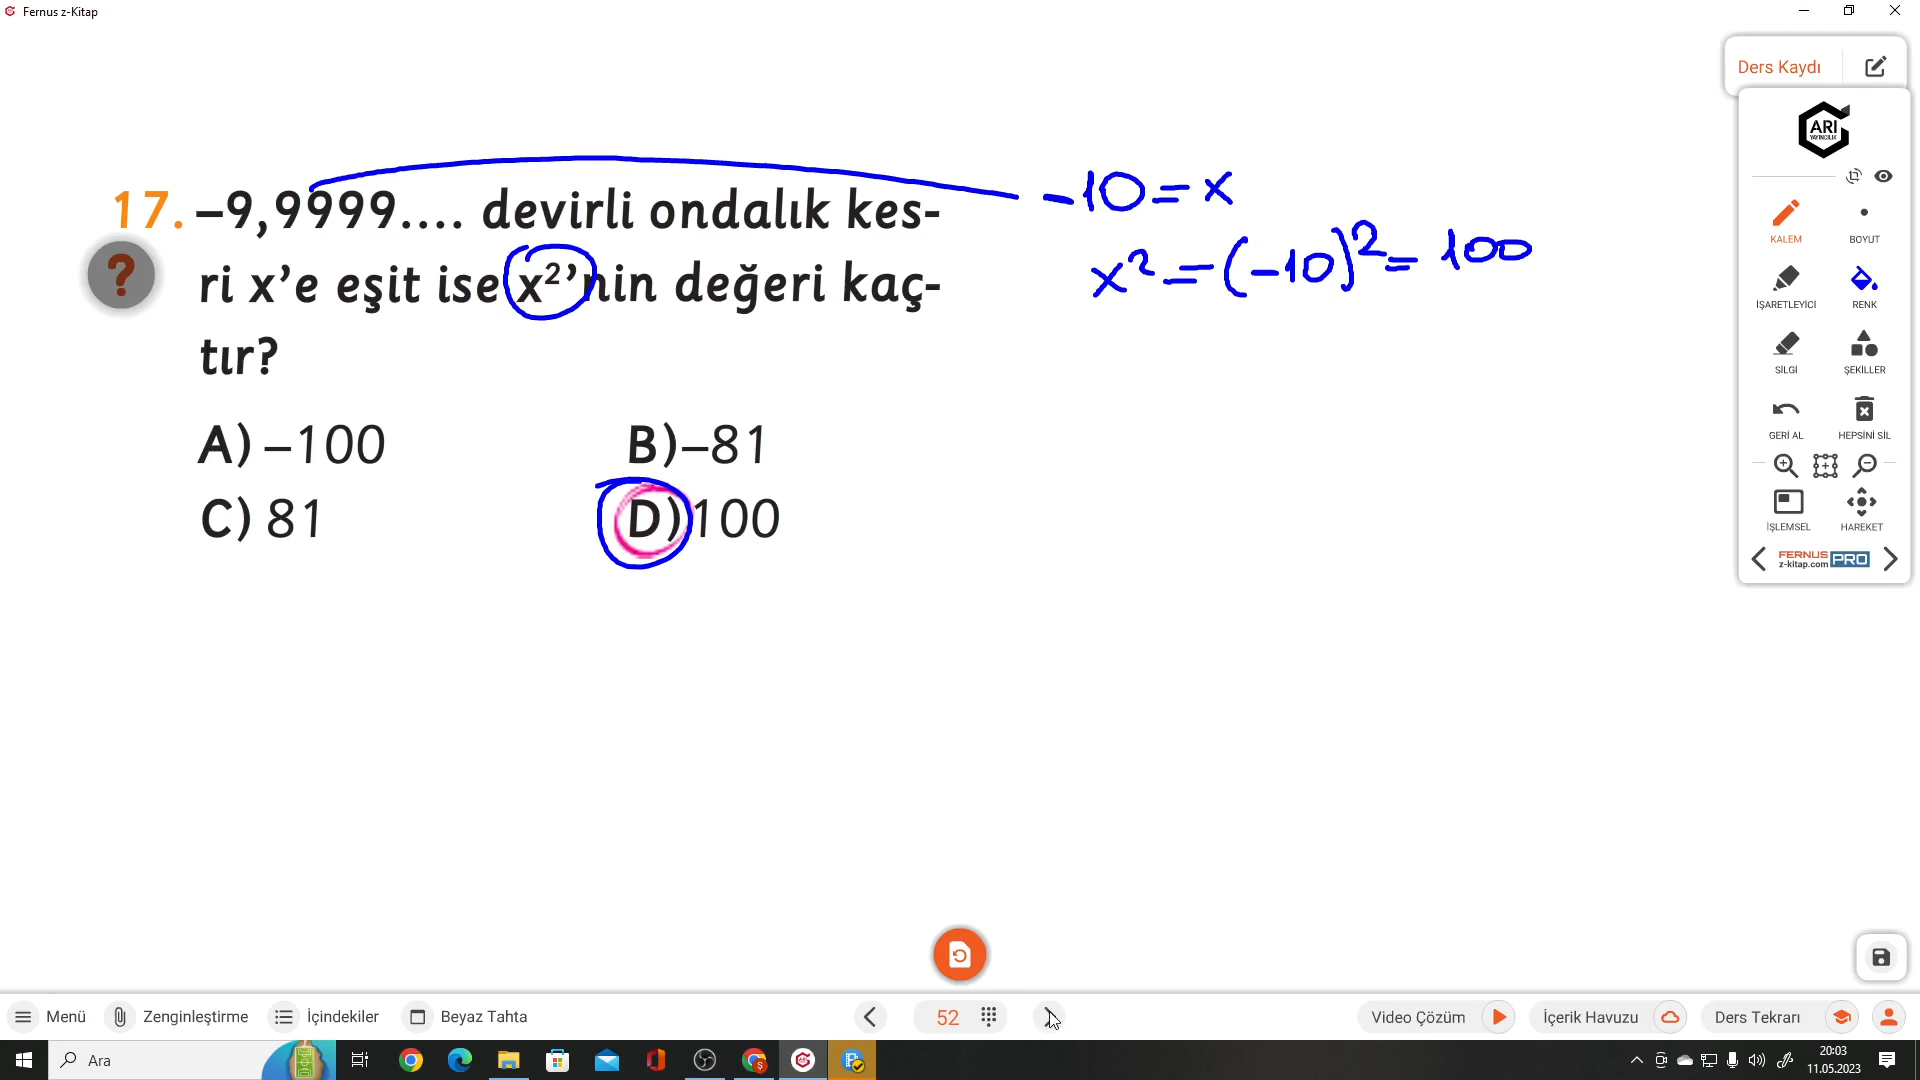 Fernus z-Kitap
Ders Kaydı
ARI
YAYINCILIK
17. –9,9999.... devirli ondalık kes-
ri x’e eşit ise x²’nin değeri kaç-
tır?
A) –100
B) –81
C) 81
D) 100
-10 = x
x² = (-10)² = 100
?
KALEM
BOYUT
İŞARETLEYİCİ
RENK
SİLGİ
ŞEKİLLER
GERİ AL
HEPSİNİ SİL
İŞLEMSEL
HAREKET
FERNUS
z-kitap.com PRO
Menü
Zenginleştirme
İçindekiler
Beyaz Tahta
52
Video Çözüm
İçerik Havuzu
Ders Tekrarı
Ara
20:03
11.05.2023